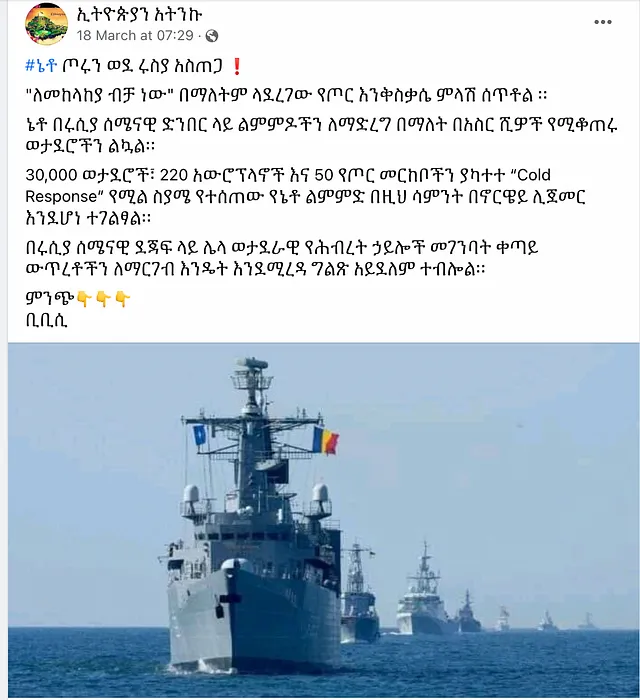 ኢትዮጵያን አትንኩ
18 March at 07:29 ·
#ኔቶ ጦሩን ወደ ሩስያ አስጠጋ ❗
"ለመከላከያ ብቻ ነው" በማለትም ላደረገው የጦር እንቅስቃሴ ምላሽ ሰጥቶል ፡፡
ኔቶ በሩሲያ ሰሜናዊ ድንበር ላይ ልምምዶችን ለማድረግ በማለት በአስር ሺዎች የሚቆጠሩ
ወታደሮችን ልኳል፡፡
30,000 ወታደሮች፣ 220 አውሮፕላኖች እና 50 የጦር መርከቦችን ያካተተ “Cold
Response” የሚል ስያሜ የተሰጠው የኔቶ ልምምድ በዚህ ሳምንት በኖርዌይ ሊጀመር
እንደሆነ ተገልፃል፡፡
በሩሲያ ሰሜናዊ ደጃፍ ላይ ሌላ ወታደራዊ የሕብረት ኃይሎች መገንባት ቀጣይ
ውጥረቶችን ለማርገብ እንዴት እንደሚረዳ ግልጽ አይደለም ተብሎል፡፡
ምንጭ👇👇👇
ቢቢሲ